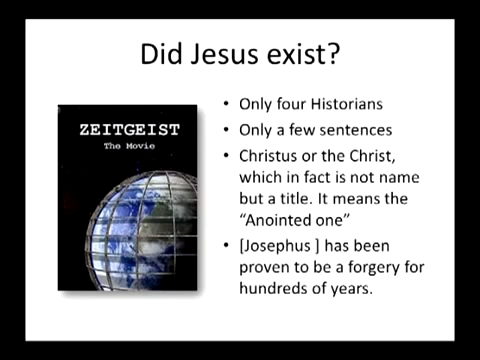 Did Jesus exist?
ZEITGEIST
The Movie
• Only four Historians
• Only a few sentences
• Christus or the Christ,
which in fact is not name
but a title. It means the
“Anointed one”
• [Josephus ] has been
proven to be a forgery for
hundreds of years.